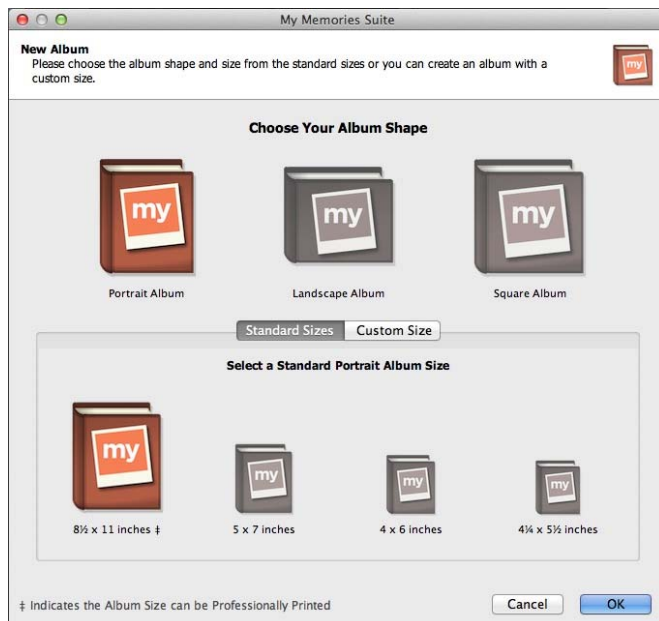 My Memories Suite
New Album
Please choose the album shape and size from the standard sizes or you can create an album with a
custom size.
my
Choose Your Album Shape
my
my
my
Portrait Album
Landscape Album
Square Album
Standard Sizes
Custom Size
Select a Standard Portrait Album Size
my
my
my
my
8½ x 11 inches ‡
5 x 7 inches
4 x 6 inches
4¼ x 5½ inches
‡ Indicates the Album Size can be Professionally Printed
Cancel
OK